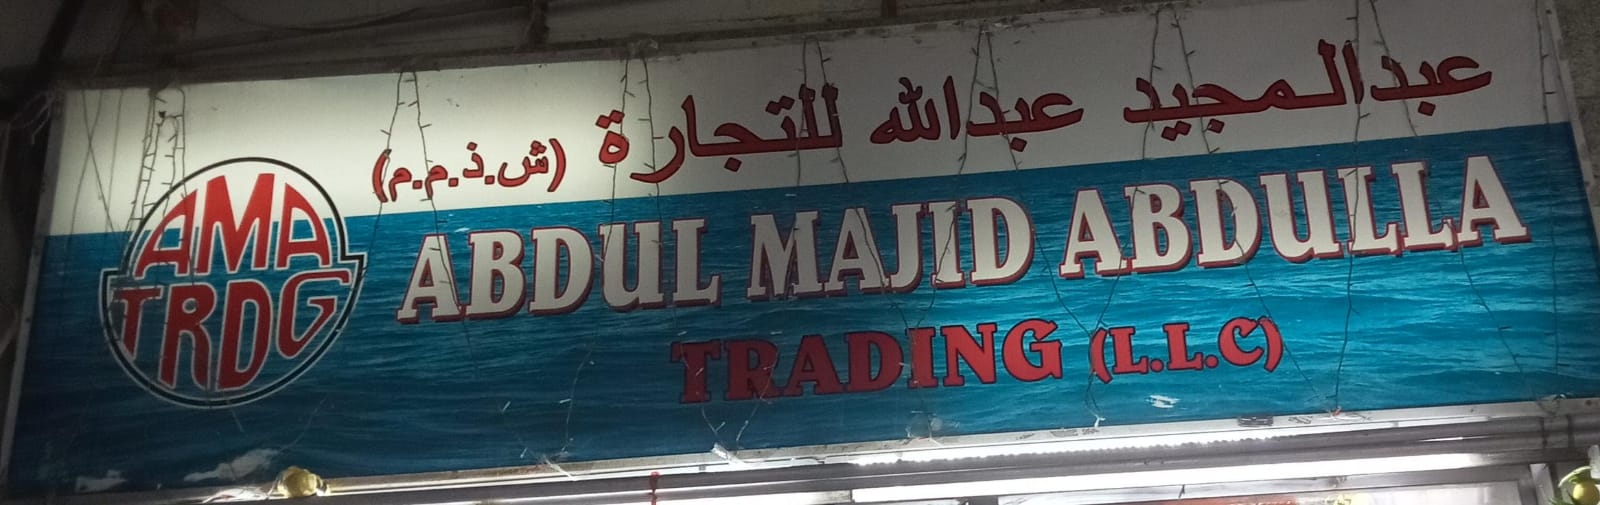 عبدالمجيد عبدالله للتجارة (ش.ذ.م.م)
AMA
TRDG
ABDUL MAJID ABDULLA
TRADING (L.L.C)